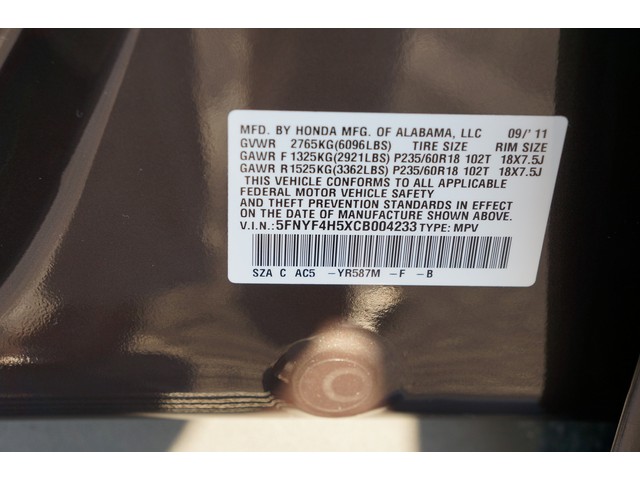 MFD. BY HONDA MFG. OF ALABAMA, LLC 09/'11
GVWR 2765KG(6096LBS) TIRE SIZE RIM SIZE
GAWR F 1325KG(2921LBS) P235/60R18 102T 18X7.5J
GAWR R1525KG(3362LBS) P235/60R18 102T 18X7.5J
THIS VEHICLE CONFORMS TO ALL APPLICABLE
FEDERAL MOTOR VEHICLE SAFETY
AND THEFT PREVENTION STANDARDS IN EFFECT
ON THE DATE OF MANUFACTURE SHOWN ABOVE.
V.I.N.: 5FNYF4H5XCB004233 TYPE: MPV
SZA C AC5 -YR587M -F -B